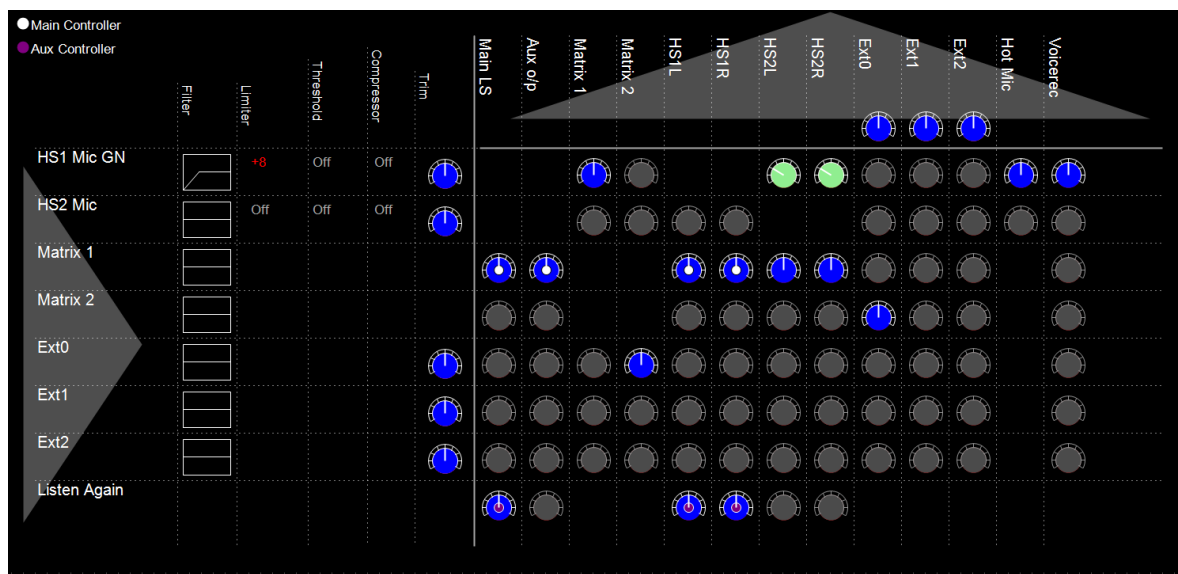 Main Controller
Aux Controller
Filter
Limiter
Threshold
Compressor
Trim
Main LS
Aux o/p
Matrix 1
Matrix 2
HS1L
HS1R
HS2L
HS2R
Ext0
Ext1
Ext2
Hot Mic
Voicerec
HS1 Mic GN +8 Off Off
HS2 Mic Off Off Off
Matrix 1
Matrix 2
Ext0
Ext1
Ext2
Listen Again